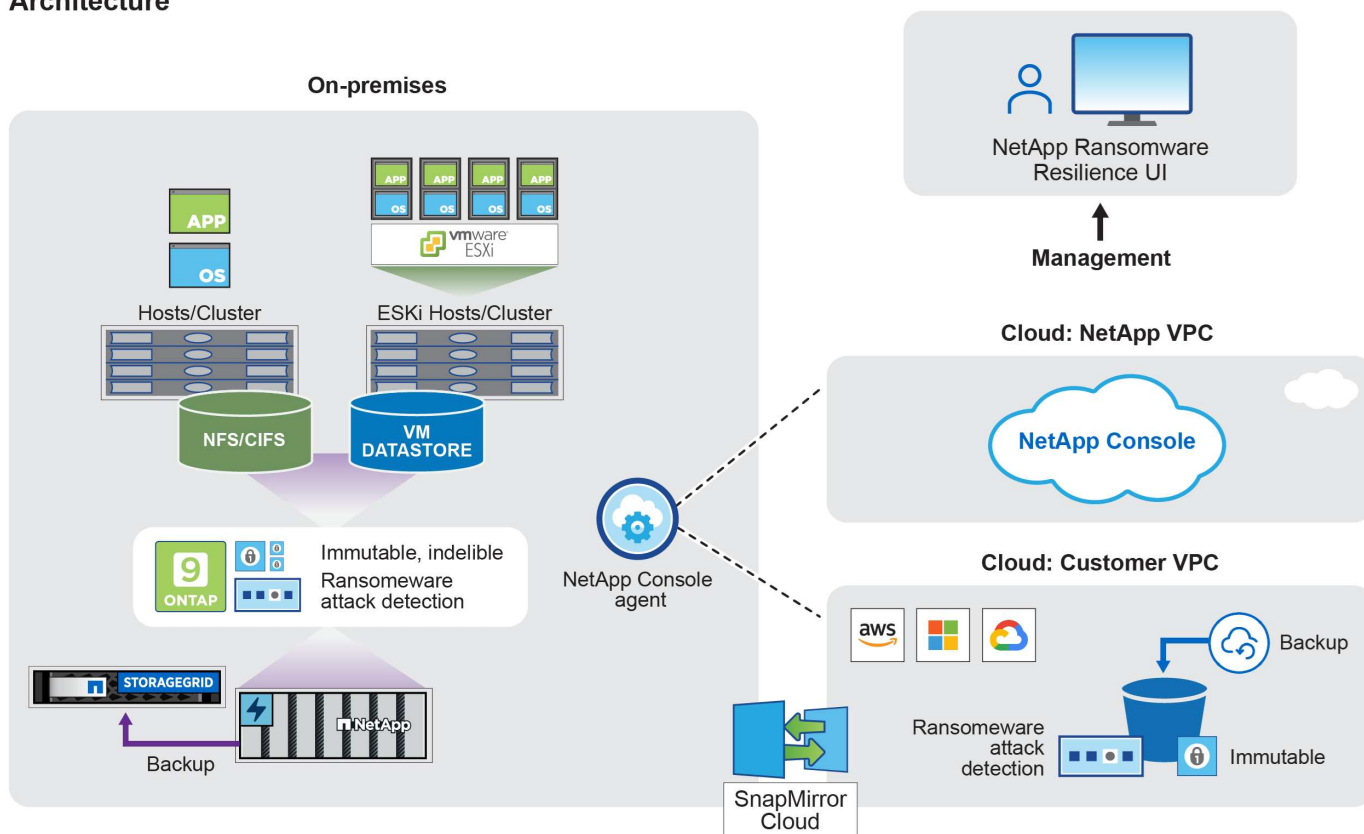 Architecture
On-premises
APP
OS
APP
APP
APP
APP
OS
OS
OS
OS
vmware
ESXi
Hosts/Cluster
ESKi Hosts/Cluster
NFS/CIFS
VM
DATASTORE
9
ONTAP
Immutable, indelible
Ransomeware
attack detection
STORAGEGRID
NetApp
Backup
NetApp Console
agent
NetApp Ransomware
Resilience UI
Management
Cloud: NetApp VPC
NetApp Console
Cloud: Customer VPC
aws
Backup
Ransomeware
attack
detection
Immutable
SnapMirror
Cloud